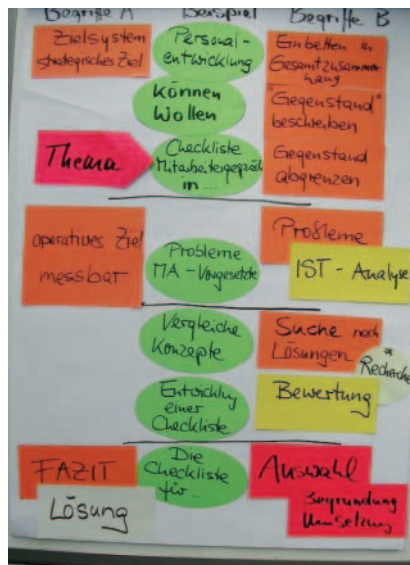 Begriffe A
Beispiel
Begriffe B
Zielsystem
strategisches Ziel
Personal-
entwicklung
Einbetten in
Gesamtzusammen-
hang
Können
Wollen
"Gegenstand"
beschreiben
Thema
Checkliste
Mitarbeitergespräch
in ...
Gegenstand
abgrenzen
operatives Ziel
messbar
Probleme
MA - Vorgesetzte
Probleme
IST - Analyse
Vergleiche
Konzepte
Suche nach
Lösungen
* Recherche
Entwicklung
einer
Checkliste
Bewertung
FAZIT
Lösung
Die
Checkliste
für ..
Auswahl
Begründung
Umsetzung